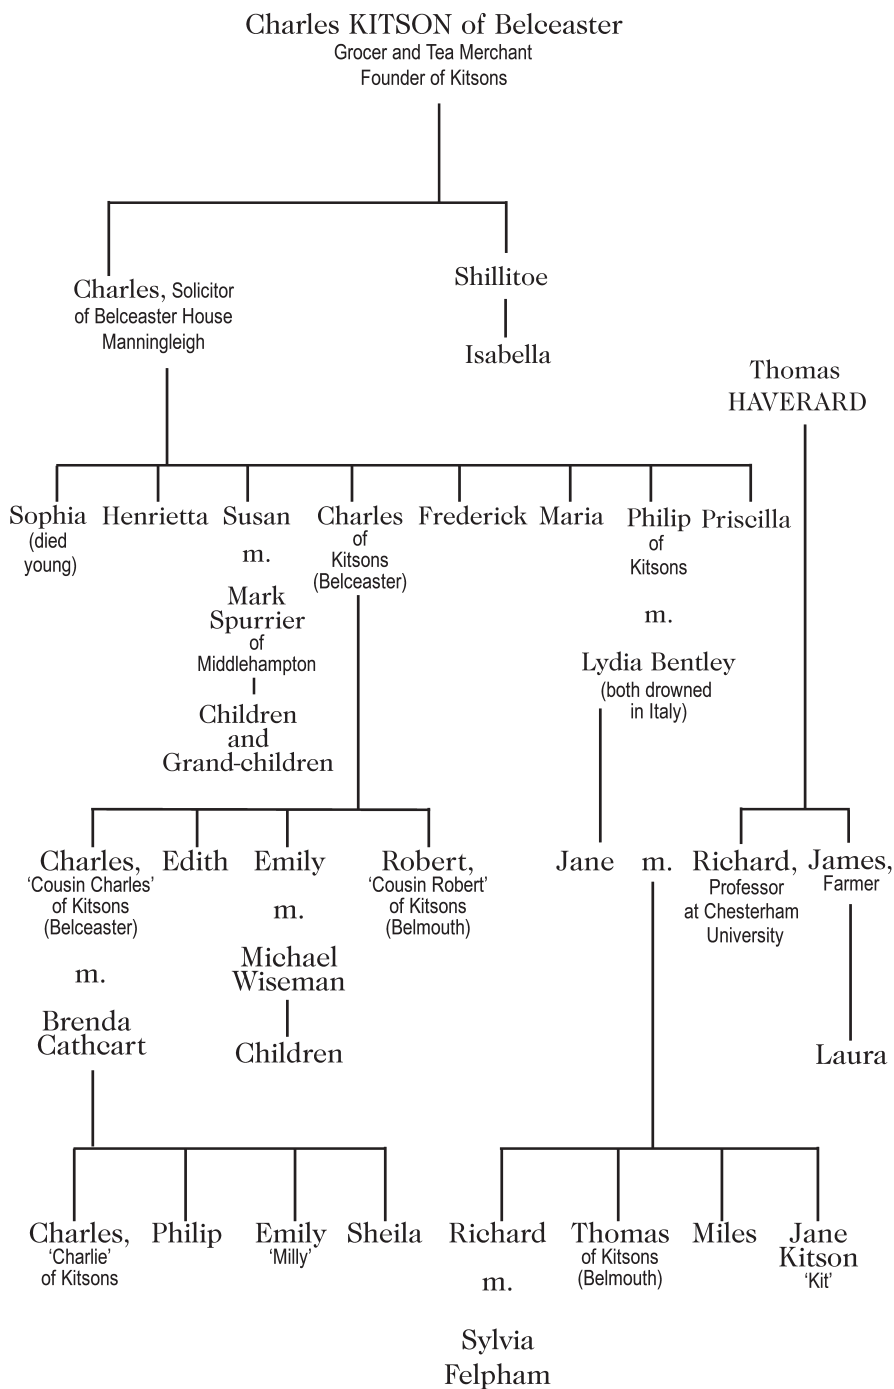 Charles KITSON of Belceaster
Grocer and Tea Merchant
Founder of Kitsons
Charles, Solicitor
of Belceaster House
Manningleigh
Shillitoe
Isabella
Thomas
HAVERARD
Sophia
(died
young)
Henrietta
Susan
m.
Mark
Spurrier
of
Middlehampton
Children
and
Grand-children
Charles
of
Kitsons
(Belceaster)
Frederick
Maria
Philip
of
Kitsons
m.
Lydia Bentley
(both drowned
in Italy)
Priscilla
Charles,
‘Cousin Charles’
of Kitsons
(Belceaster)
m.
Brenda
Cathcart
Edith
Emily
m.
Michael
Wiseman
Children
Robert,
‘Cousin Robert’
of Kitsons
(Belmouth)
Jane m. Richard,
Professor
at Chesterham
University
James,
Farmer
Laura
Charles,
‘Charlie’
of Kitsons
Philip
Emily
‘Milly’
Sheila
Richard
m.
Sylvia
Felpham
Thomas
of Kitsons
(Belmouth)
Miles
Jane
Kitson
‘Kit’